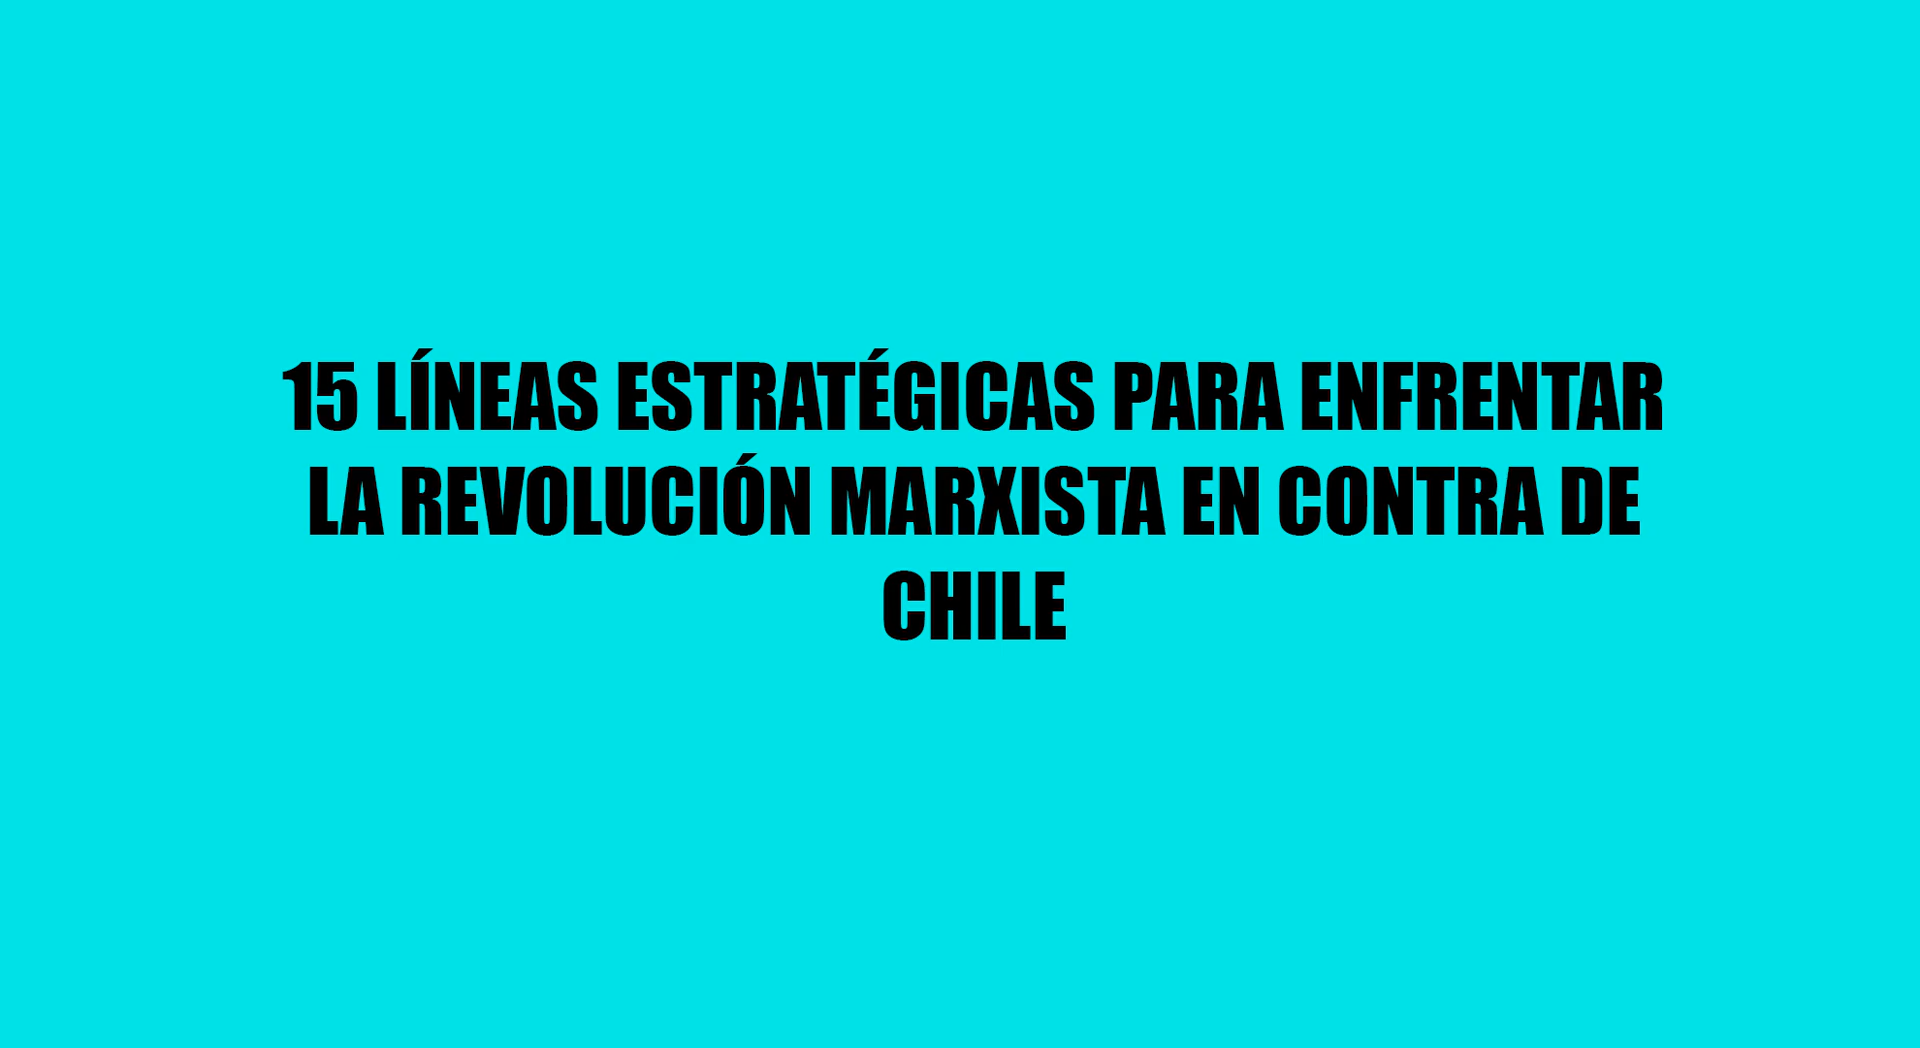 15 LÍNEAS ESTRATÉGICAS PARA ENFRENTAR
LA REVOLUCIÓN MARXISTA EN CONTRA DE
CHILE